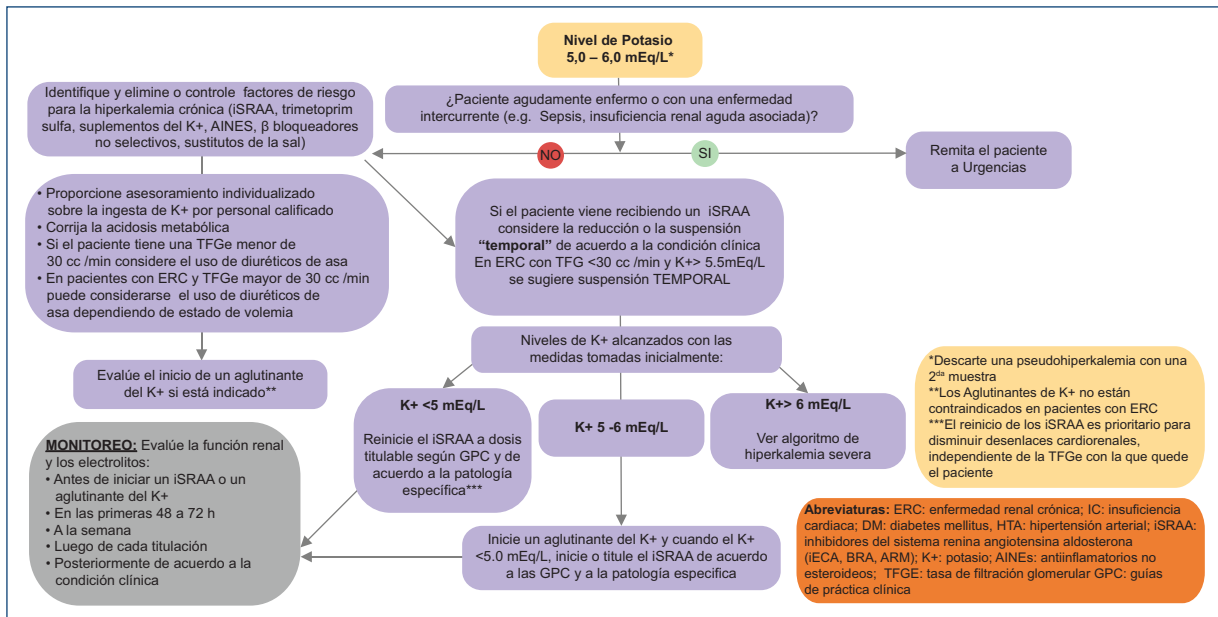 Nivel de Potasio
5,0 – 6,0 mEq/L*
¿Paciente agudamente enfermo o con una enfermedad
intercurrente (e.g. Sepsis, insuficiencia renal aguda asociada)?
NO
SI
Remita el paciente
a Urgencias
Identifique y elimine o controle factores de riesgo
para la hiperkalemia crónica (iSRAA, trimetoprim
sulfa, suplementos del K+, AINES, β bloqueadores
no selectivos, sustitutos de la sal)
• Proporcione asesoramiento individualizado
sobre la ingesta de K+ por personal calificado
• Corrija la acidosis metabólica
• Si el paciente tiene una TFGe menor de
30 cc /min considere el uso de diuréticos de asa
• En pacientes con ERC y TFGe mayor de 30 cc /min
puede considerarse el uso de diuréticos de
asa dependiendo de estado de volemia
Evalúe el inicio de un aglutinante
del K+ si está indicado**
Si el paciente viene recibiendo un iSRAA
considere la reducción o la suspensión
“temporal” de acuerdo a la condición clínica
En ERC con TFG <30 cc /min y K+> 5.5mEq/L
se sugiere suspensión TEMPORAL
Niveles de K+ alcanzados con las
medidas tomadas inicialmente:
K+ <5 mEq/L
Reinicie el iSRAA a dosis
titulable según GPC y de
acuerdo a la patología
específica***
K+ 5 -6 mEq/L
K+> 6 mEq/L
Ver algoritmo de
hiperkalemia severa
Inicie un aglutinante del K+ y cuando el K+
<5.0 mEq/L, inicie o titule el iSRAA de acuerdo
a las GPC y a la patología especifica
MONITOREO: Evalúe la función renal
y los electrolitos:
• Antes de iniciar un iSRAA o un
aglutinante del K+
• En las primeras 48 a 72 h
• A la semana
• Luego de cada titulación
• Posteriormente de acuerdo a la
condición clínica
*Descarte una pseudohiperkalemia con una
2da muestra
**Los Aglutinantes de K+ no están
contraindicados en pacientes con ERC
***El reinicio de los iSRAA es prioritario para
disminuir desenlaces cardiorenales,
independiente de la TFGe con la que quede
el paciente
Abreviaturas: ERC: enfermedad renal crónica; IC: insuficiencia
cardiaca; DM: diabetes mellitus, HTA: hipertensión arterial; iSRAA:
inhibidores del sistema renina angiotensina aldosterona
(iECA, BRA, ARM); K+: potasio; AINEs: antiinflamatorios no
esteroideos; TFGE: tasa de filtración glomerular GPC: guías
de práctica clínica